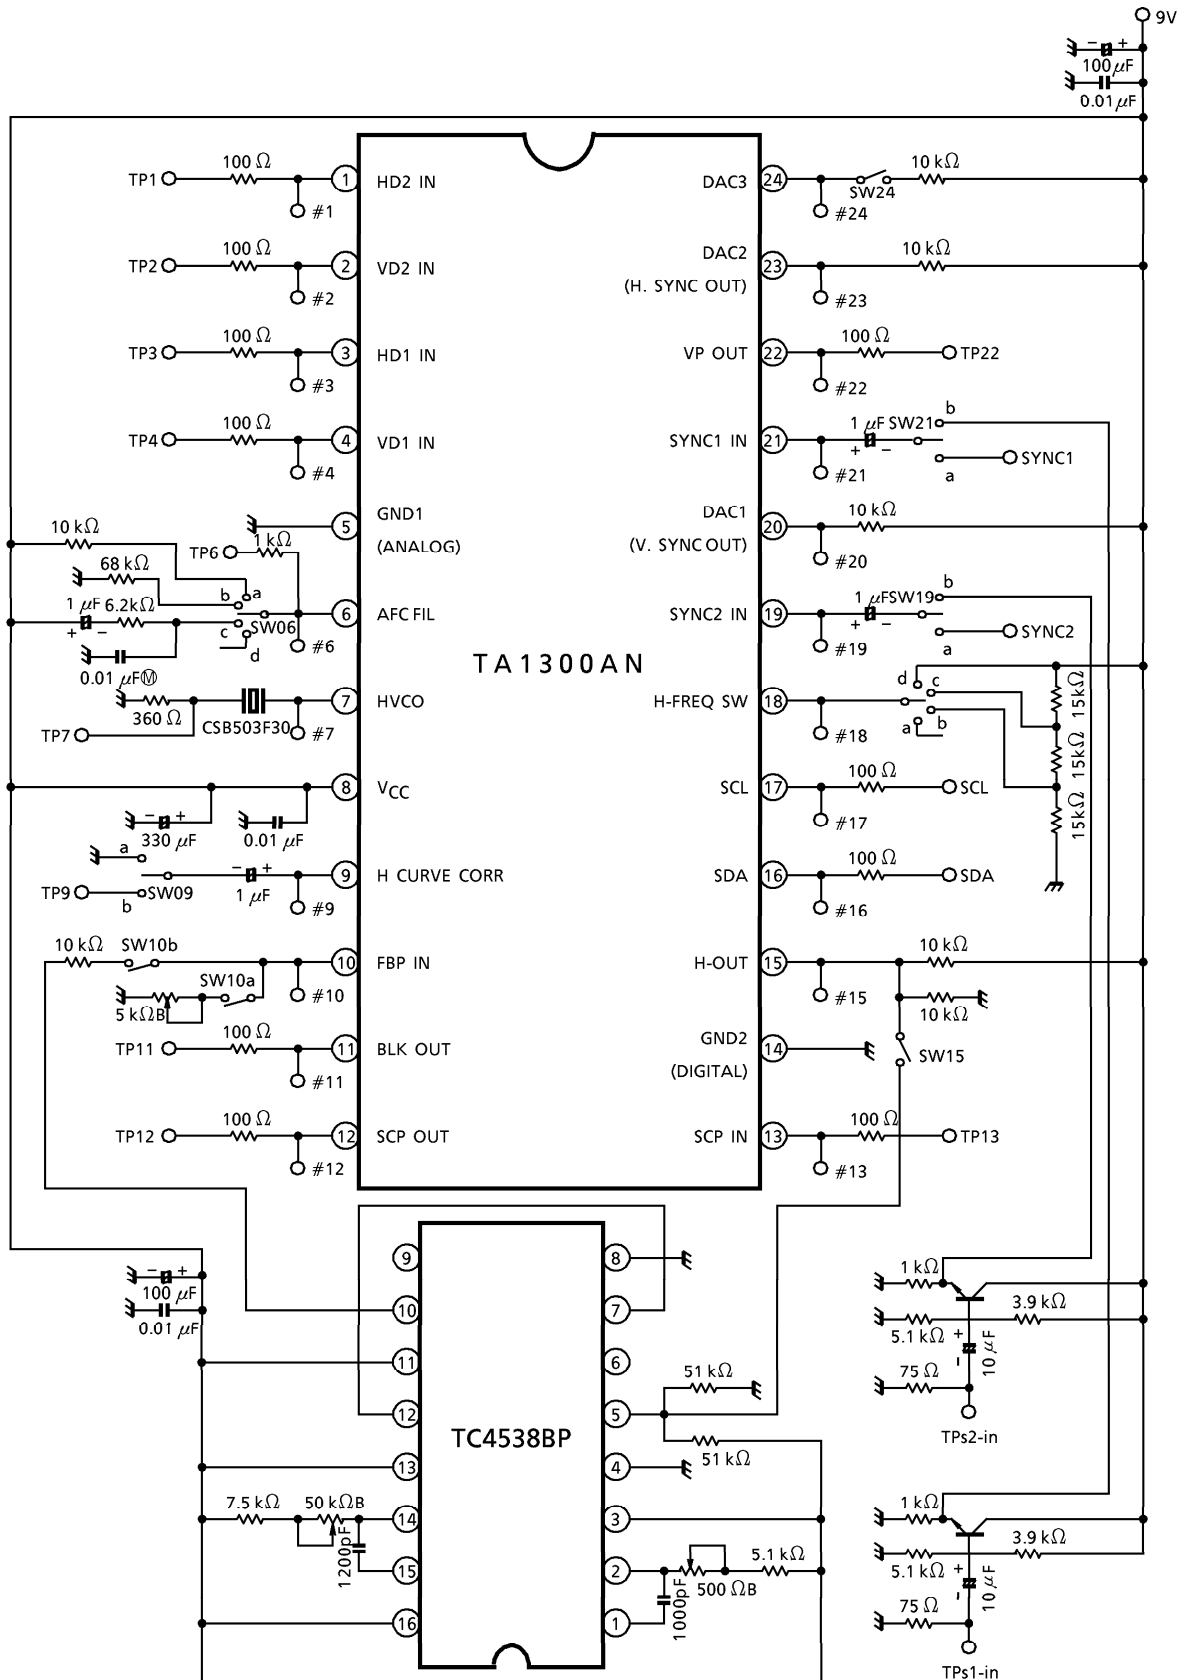 9V
− +
100 μF
0.01 μF
TP1
100 Ω
1
HD2 IN
#1
DAC3
24
SW24
10 kΩ
#24
TP2
100 Ω
2
VD2 IN
#2
DAC2
(H. SYNC OUT)
23
10 kΩ
#23
TP3
100 Ω
3
HD1 IN
#3
VP OUT
22
100 Ω
TP22
#22
TP4
100 Ω
4
VD1 IN
#4
SYNC1 IN
21
1 μF SW21
b
+ −
a
SYNC1
#21
10 kΩ
TP6
1 kΩ
5
GND1
(ANALOG)
DAC1
(V. SYNC OUT)
20
10 kΩ
#20
68 kΩ
b a
1 μF 6.2kΩ
+ −
c SW06
d
0.01 μFⓂ
6
AFC FIL
#6
SYNC2 IN
19
1 μFSW19
b
+ −
a
SYNC2
#19
TA1300AN
360 Ω
TP7
CSB503F30
7
HVCO
#7
H-FREQ SW
18
d c
a b
#18
15kΩ
15kΩ
15kΩ
8
VCC
− +
330 μF
0.01 μF
SCL
17
100 Ω
SCL
#17
a
TP9
b
SW09
− +
1 μF
9
H CURVE CORR
#9
SDA
16
100 Ω
SDA
#16
10 kΩ
SW10b
SW10a
5 kΩB
10
FBP IN
#10
H-OUT
15
10 kΩ
#15
10 kΩ
SW15
TP11
100 Ω
11
BLK OUT
#11
GND2
(DIGITAL)
14
TP12
100 Ω
12
SCP OUT
#12
SCP IN
13
100 Ω
TP13
#13
− +
100 μF
0.01 μF
9
10
11
12
13
14
15
16
TC4538BP
8
7
6
5
4
3
2
1
51 kΩ
51 kΩ
7.5 kΩ
50 kΩB
1200pF
1000pF
500 ΩB
5.1 kΩ
1 kΩ
5.1 kΩ
3.9 kΩ
+
−
10 μF
75 Ω
TPs2-in
1 kΩ
5.1 kΩ
3.9 kΩ
+
−
10 μF
75 Ω
TPs1-in